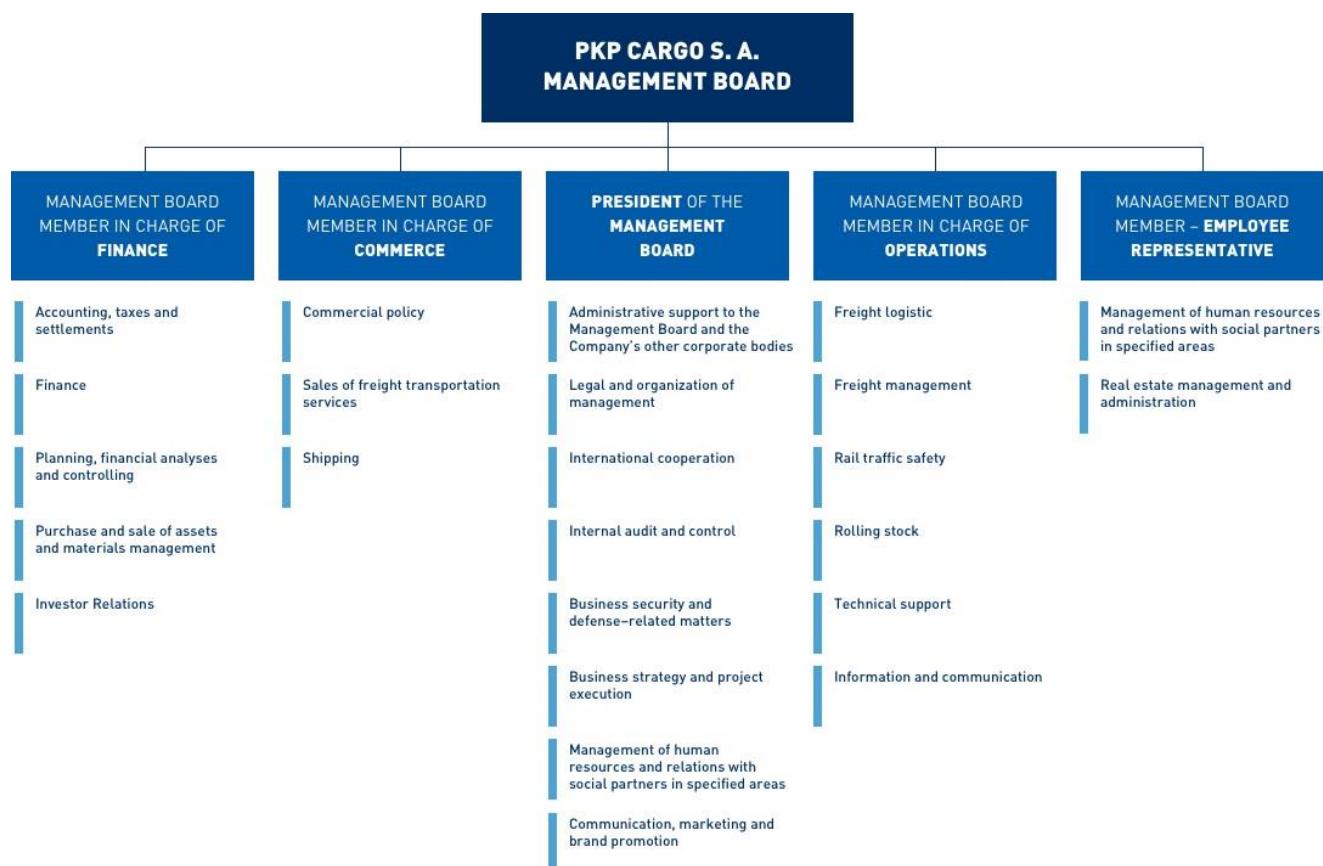 PKP CARGO S. A.
MANAGEMENT BOARD
MANAGEMENT BOARD
MEMBER IN CHARGE OF
FINANCE
Accounting, taxes and
settlements
Finance
Planning, financial analyses
and controlling
Purchase and sale of assets
and materials management
Investor Relations
MANAGEMENT BOARD
MEMBER IN CHARGE OF
COMMERCE
Commercial policy
Sales of freight transportation
services
Shipping
PRESIDENT OF THE
MANAGEMENT
BOARD
Administrative support to the
Management Board and the
Company's other corporate bodies
Legal and organization of
management
International cooperation
Internal audit and control
Business security and
defense–related matters
Business strategy and project
execution
Management of human
resources and relations with
social partners in specified areas
Communication, marketing and
brand promotion
MANAGEMENT BOARD
MEMBER IN CHARGE OF
OPERATIONS
Freight logistic
Freight management
Rail traffic safety
Rolling stock
Technical support
Information and communication
MANAGEMENT BOARD
MEMBER – EMPLOYEE
REPRESENTATIVE
Management of human resources
and relations with social partners
in specified areas
Real estate management and
administration